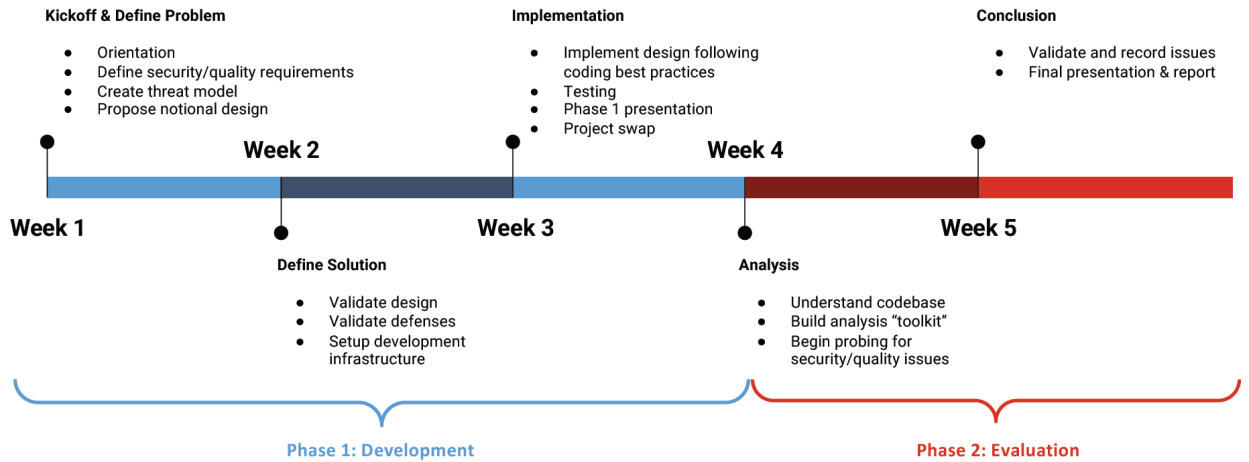 Kickoff & Define Problem
● Orientation
● Define security/quality requirements
● Create threat model
● Propose notional design
Implementation
● Implement design following
coding best practices
● Testing
● Phase 1 presentation
● Project swap
Conclusion
● Validate and record issues
● Final presentation & report
Week 2
Week 4
Week 1
Week 3
Week 5
Define Solution
● Validate design
● Validate defenses
● Setup development
infrastructure
Analysis
● Understand codebase
● Build analysis “toolkit”
● Begin probing for
security/quality issues
Phase 1: Development
Phase 2: Evaluation